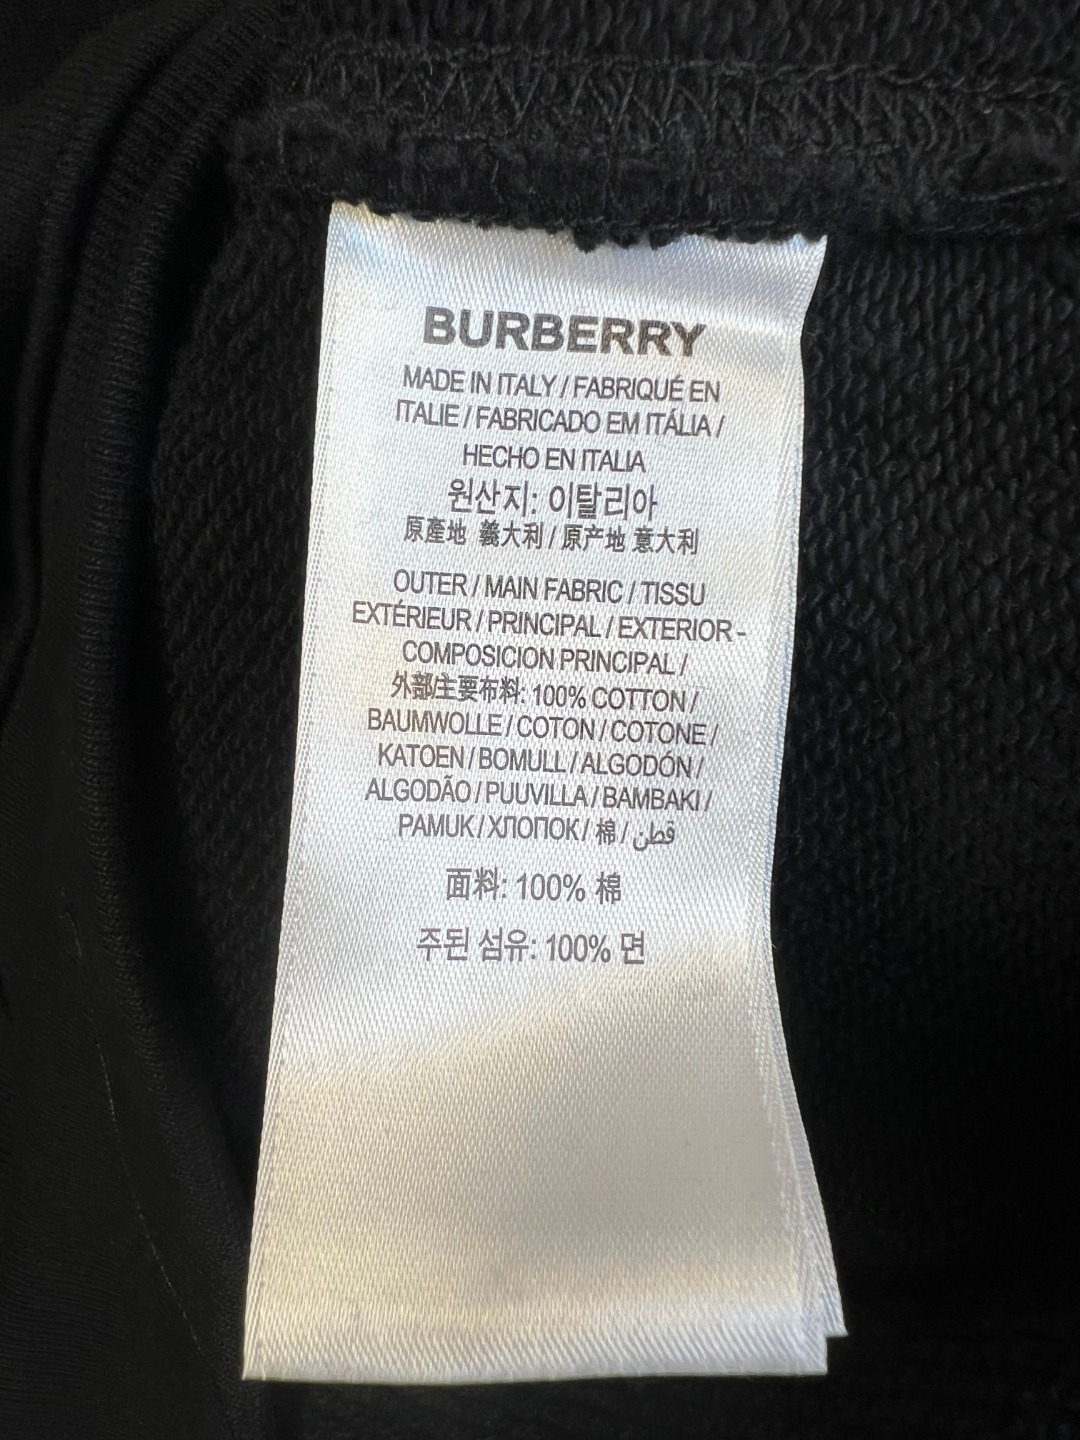 BURBERRY
MADE IN ITALY / FABRIQUÉ EN
ITALIE / FABRICADO EM ITÁLIA /
HECHO EN ITALIA
원산지: 이탈리아
原產地 義大利 / 原产地 意大利
OUTER / MAIN FABRIC / TISSU
EXTÉRIEUR / PRINCIPAL / EXTERIOR -
COMPOSICION PRINCIPAL /
外部/主要布料: 100% COTTON /
BAUMWOLLE / COTON / COTONE /
KATOEN / BOMULL / ALGODÓN /
ALGODÃO / PUUVILLA / BAMBAKI /
PAMUK / ХЛОПОК / 棉 / قطن
面料: 100% 棉
주된 섬유: 100% 면